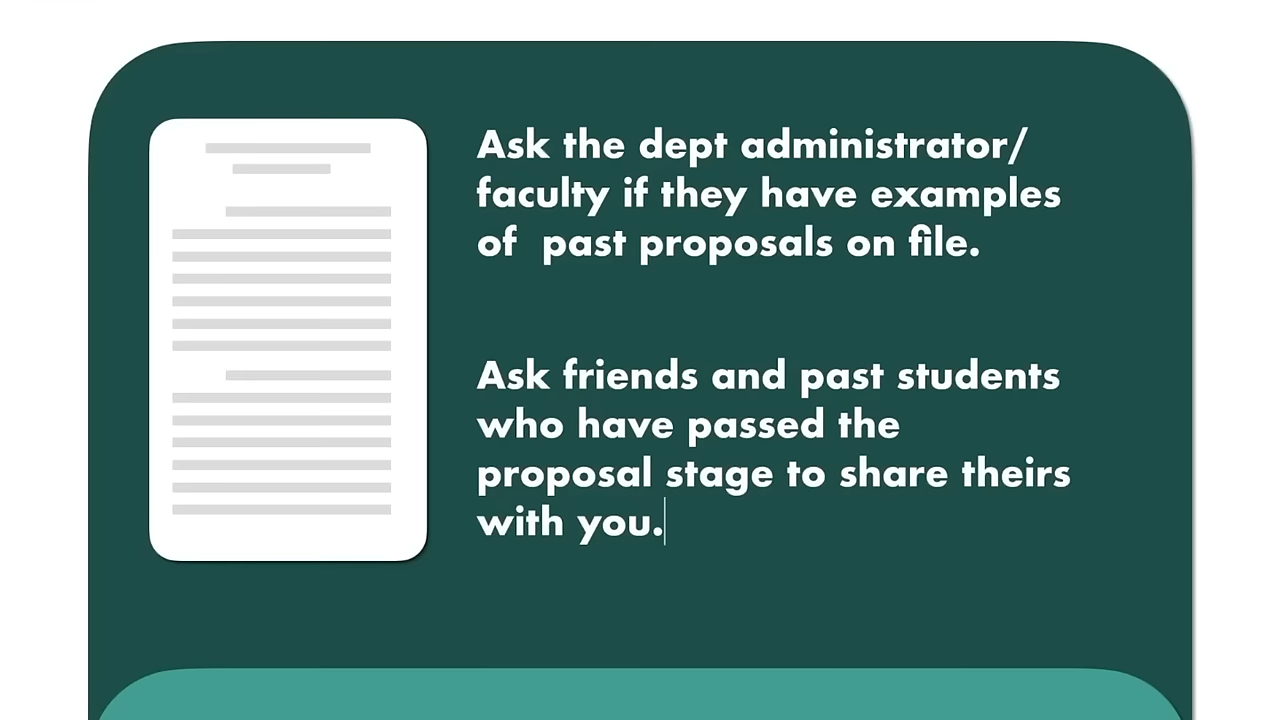 Ask the dept administrator/
faculty if they have examples
of  past proposals on file.
Ask friends and past students
who have passed the
proposal stage to share theirs
with you.